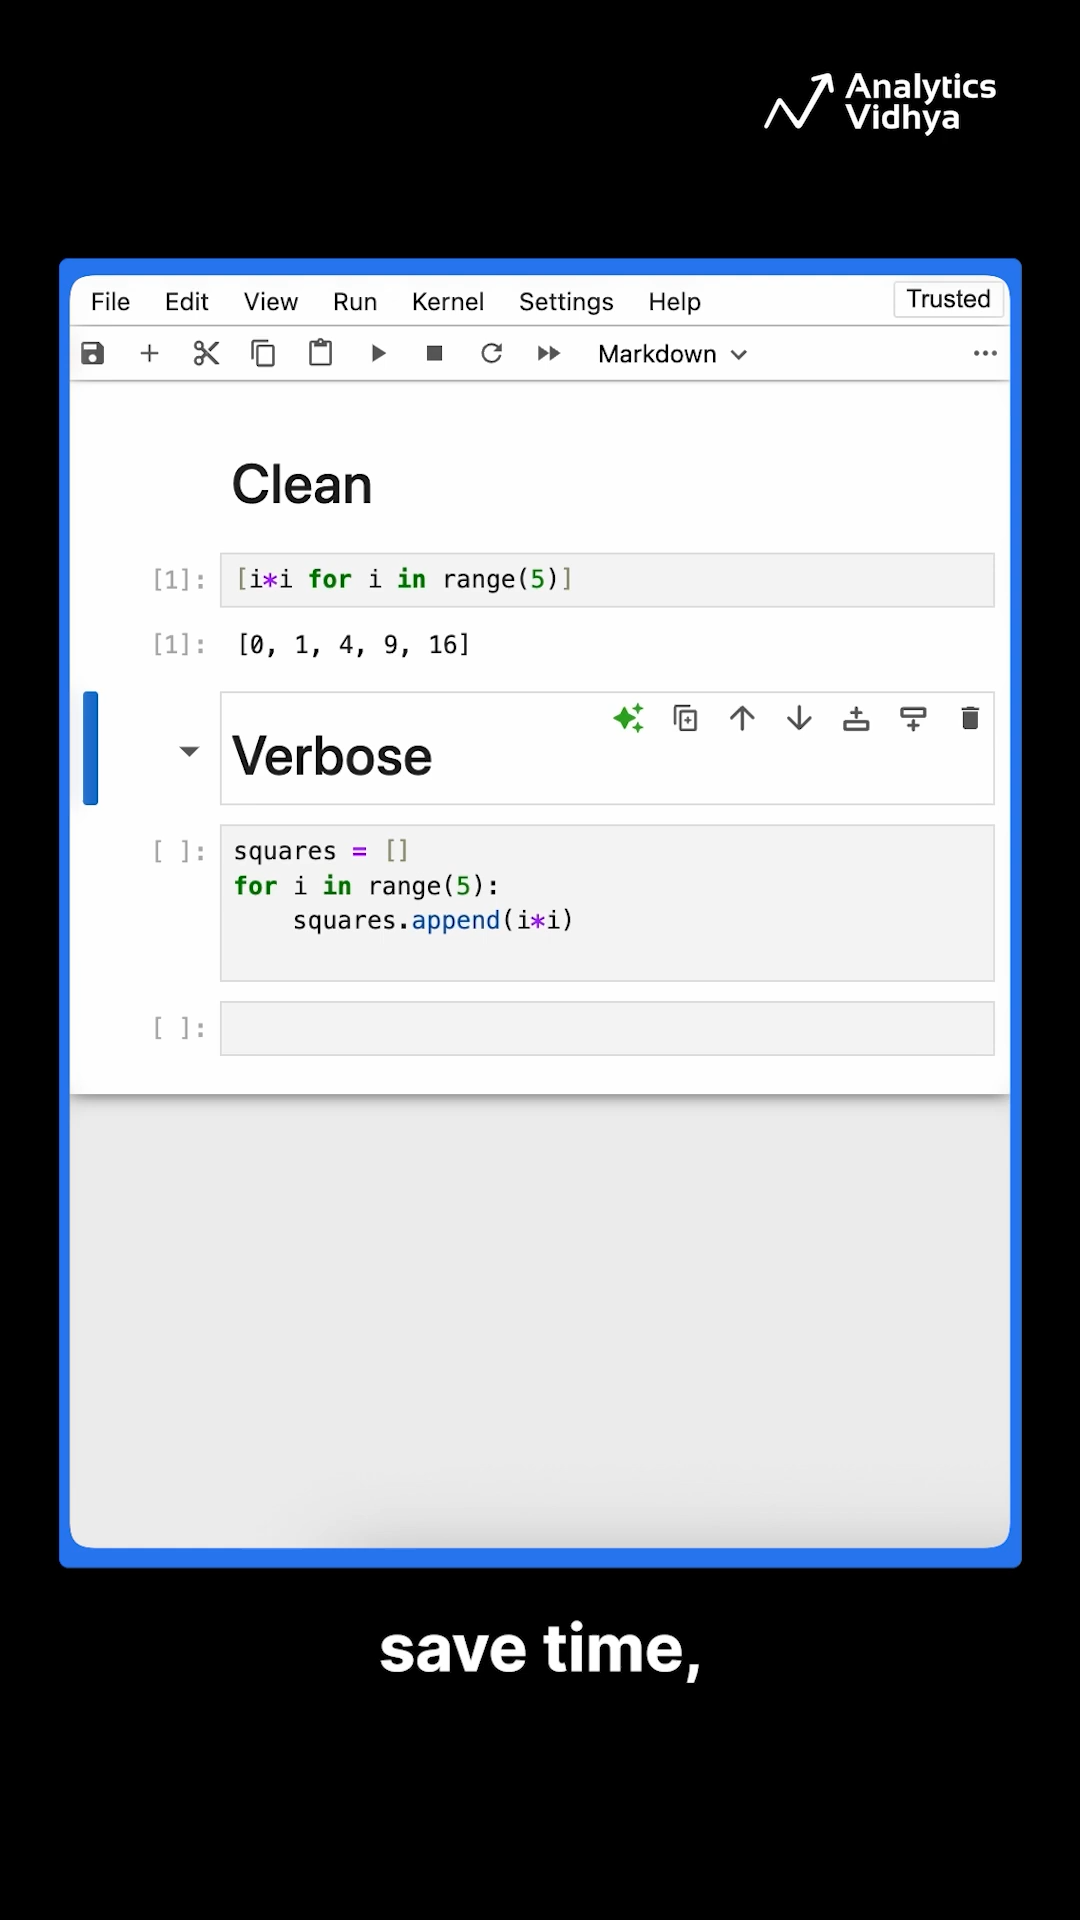 Analytics
Vidhya
File Edit View Run Kernel Settings Help Trusted
Markdown
Clean
[1]: [i*i for i in range(5)]
[1]: [0, 1, 4, 9, 16]
Verbose
[ ]: squares = []
for i in range(5):
    squares.append(i*i)
[ ]:
save time,